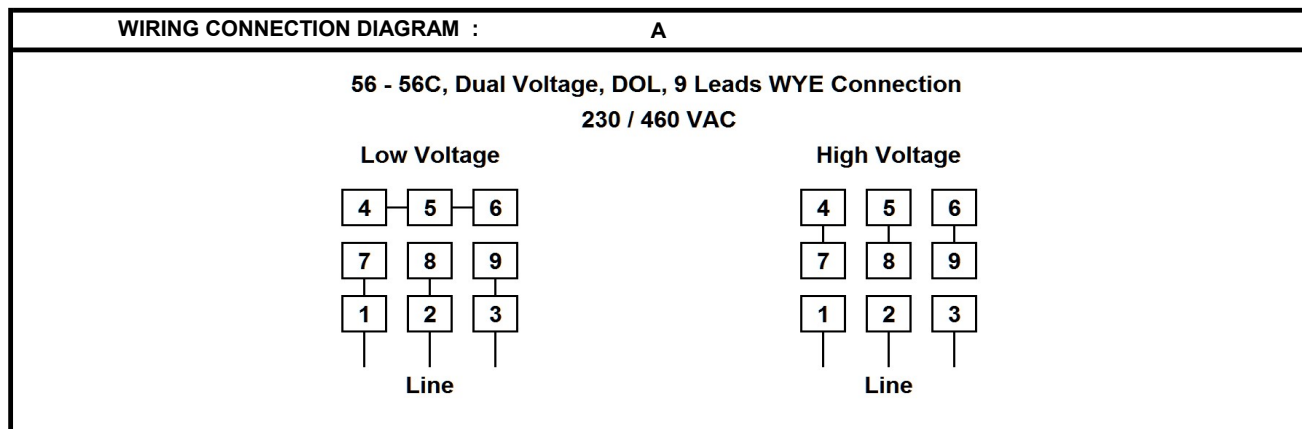 WIRING CONNECTION DIAGRAM : A
56 - 56C, Dual Voltage, DOL, 9 Leads WYE Connection
230 / 460 VAC
Low Voltage High Voltage
4 5 6 4 5 6
7 8 9 7 8 9
1 2 3 1 2 3
Line Line